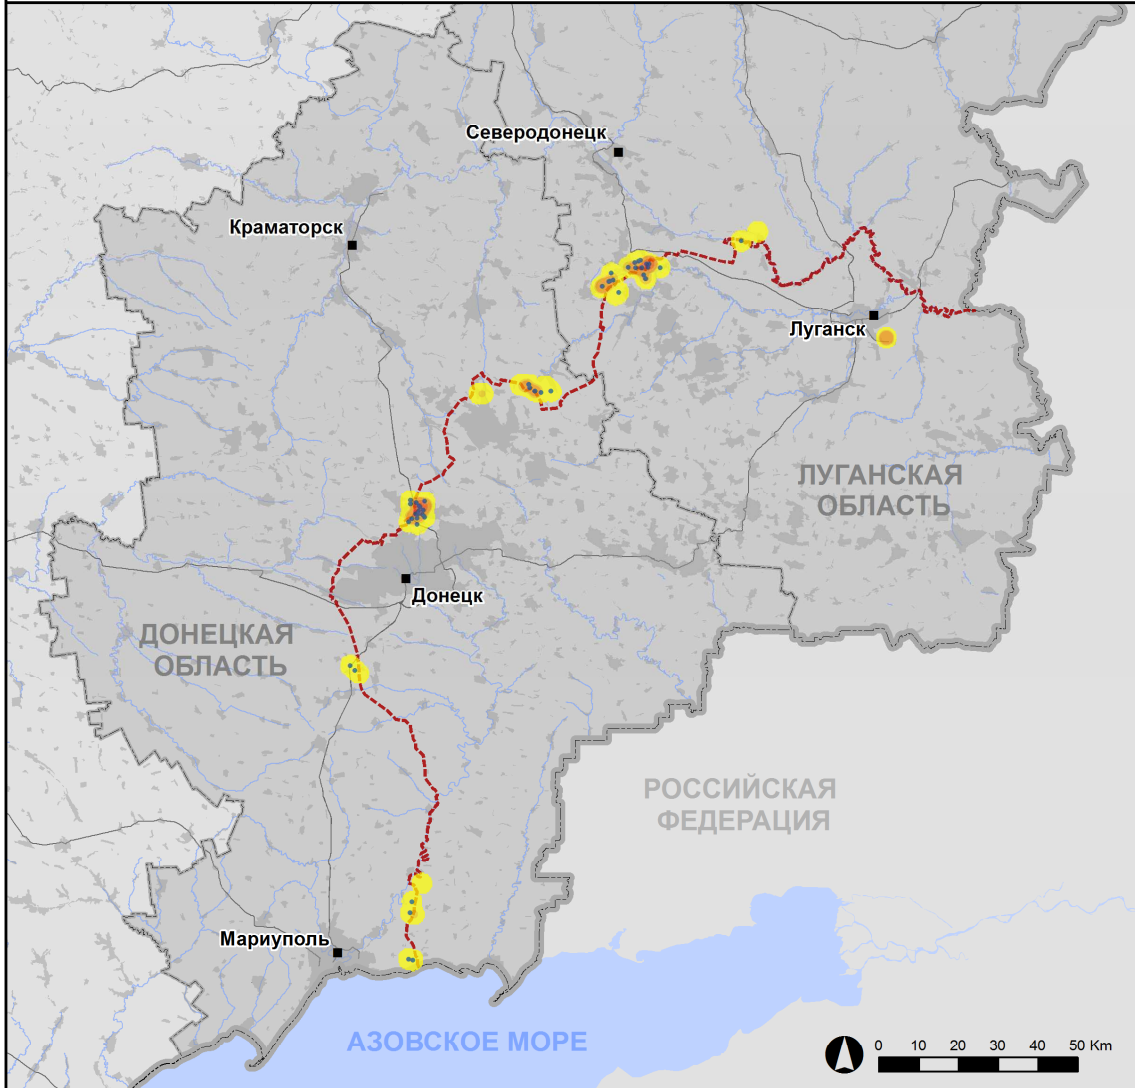 Северодонецк
Краматорск
Луганск
ЛУГАНСКАЯ
ОБЛАСТЬ
Донецк
ДОНЕЦКАЯ
ОБЛАСТЬ
РОССИЙСКАЯ
ФЕДЕРАЦИЯ
Мариуполь
АЗОВСКОЕ МОРЕ
0 10 20 30 40 50 Km